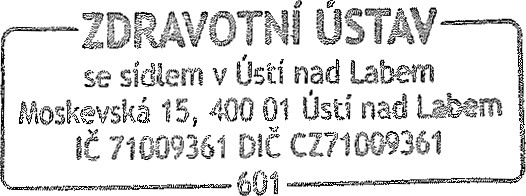 ZDRAVOTNÍ ÚSTAV
se sídlem v Ústí nad Labem
Moskevská 15, 400 01 Ústí nad Labem
IČ 71009361 DIČ CZ71009361
601